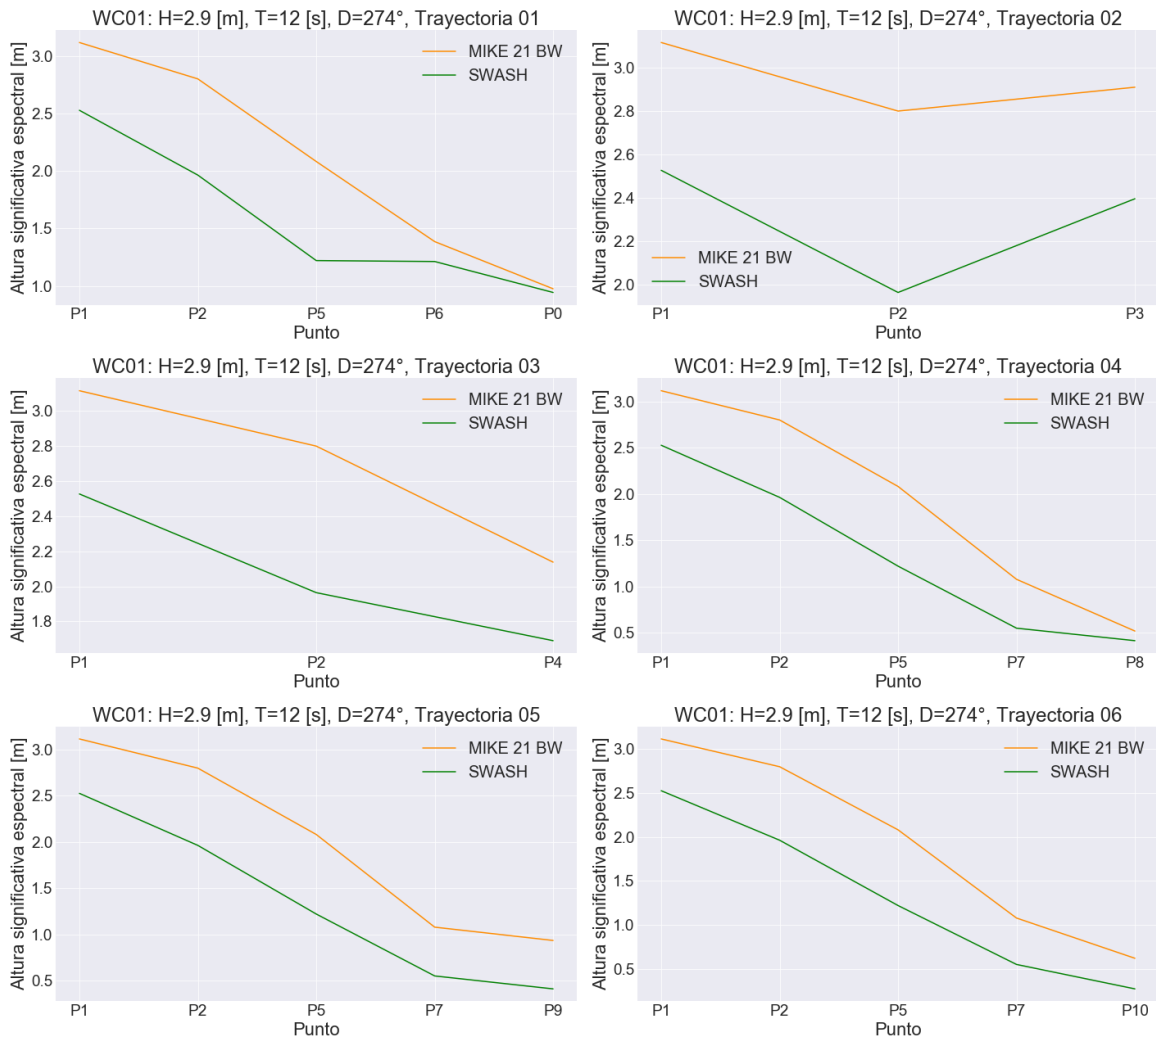 WC01: H=2.9 [m], T=12 [s], D=274°, Trayectoria 01
Altura significativa espectral [m]
3.0
2.5
2.0
1.5
1.0
MIKE 21 BW
SWASH
P1 P2 P5 P6 P0
Punto
WC01: H=2.9 [m], T=12 [s], D=274°, Trayectoria 02
Altura significativa espectral [m]
3.0
2.8
2.6
2.4
2.2
2.0
MIKE 21 BW
SWASH
P1 P2 P3
Punto
WC01: H=2.9 [m], T=12 [s], D=274°, Trayectoria 03
Altura significativa espectral [m]
3.0
2.8
2.6
2.4
2.2
2.0
1.8
MIKE 21 BW
SWASH
P1 P2 P4
Punto
WC01: H=2.9 [m], T=12 [s], D=274°, Trayectoria 04
Altura significativa espectral [m]
3.0
2.5
2.0
1.5
1.0
0.5
MIKE 21 BW
SWASH
P1 P2 P5 P7 P8
Punto
WC01: H=2.9 [m], T=12 [s], D=274°, Trayectoria 05
Altura significativa espectral [m]
3.0
2.5
2.0
1.5
1.0
0.5
MIKE 21 BW
SWASH
P1 P2 P5 P7 P9
Punto
WC01: H=2.9 [m], T=12 [s], D=274°, Trayectoria 06
Altura significativa espectral [m]
3.0
2.5
2.0
1.5
1.0
0.5
MIKE 21 BW
SWASH
P1 P2 P5 P7 P10
Punto